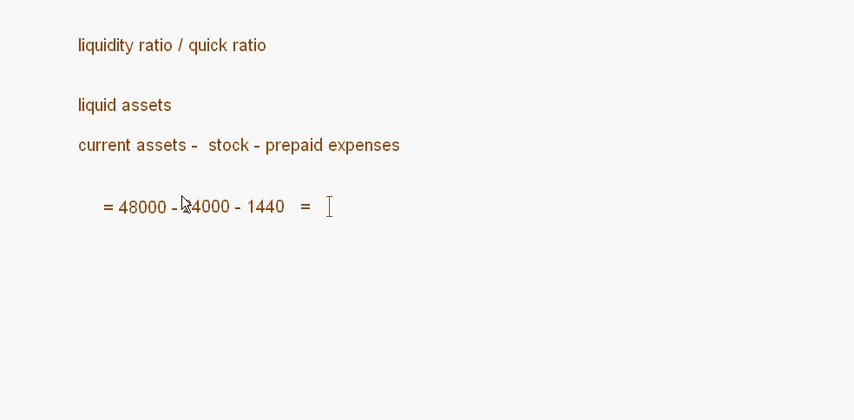 liquidity ratio / quick ratio
liquid assets
current assets - stock - prepaid expenses
= 48000 - - 1440 =